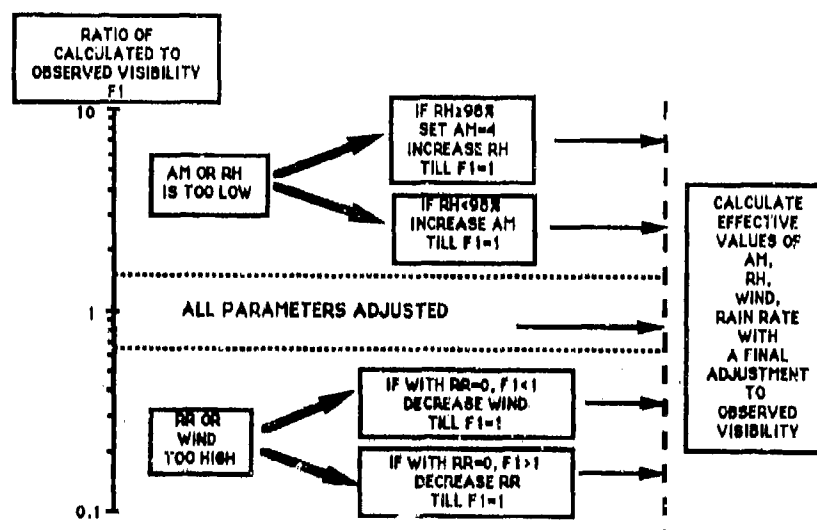 RATIO OF
CALCULATED TO
OBSERVED VISIBILITY
F1
10
AM OR RH
IS TOO LOW
IF RH≥98%
SET AM=4
INCREASE RH
TILL F1=1
IF RH<98%
INCREASE AM
TILL F1=1
1
ALL PARAMETERS ADJUSTED
RR OR
WIND
TOO HIGH
IF WITH RR=0, F1<1
DECREASE WIND
TILL F1=1
IF WITH RR=0, F1>1
DECREASE RR
TILL F1=1
0.1
CALCULATE
EFFECTIVE
VALUES OF
AM,
RH,
WIND,
RAIN RATE
WITH
A FINAL
ADJUSTMENT
TO
OBSERVED
VISIBILITY